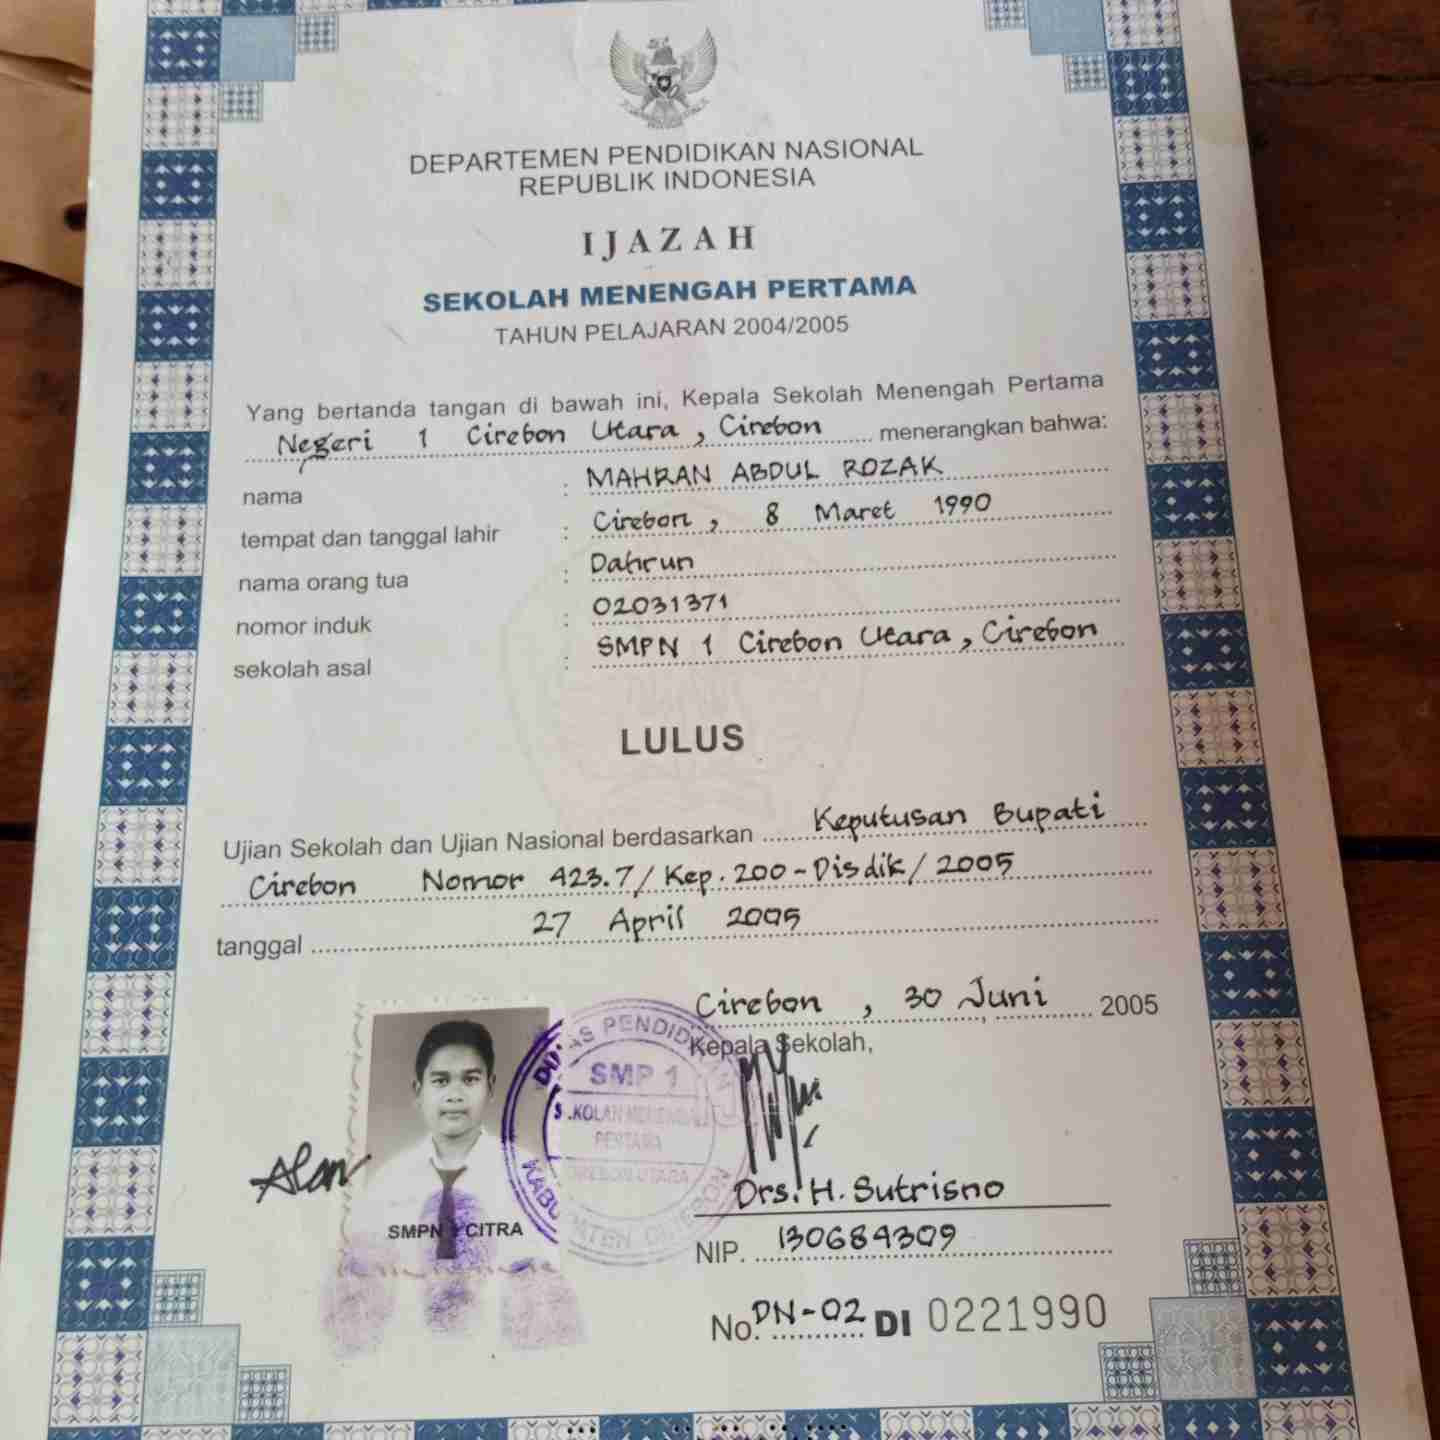 DEPARTEMEN PENDIDIKAN NASIONAL
REPUBLIK INDONESIA
IJAZAH
SEKOLAH MENENGAH PERTAMA
TAHUN PELAJARAN 2004/2005
Yang bertanda tangan di bawah ini, Kepala Sekolah Menengah Pertama
Negeri 1 Cirebon Utara, Cirebon menerangkan bahwa:
nama : MAHRAN ABDUL ROZAK
tempat dan tanggal lahir : Cirebon, 8 Maret 1990
nama orang tua : Dahrun
nomor induk : 02031371
sekolah asal : SMPN 1 Cirebon Utara, Cirebon
LULUS
Ujian Sekolah dan Ujian Nasional berdasarkan Keputusan Bupati
Cirebon Nomor 423.7/Kep.200-Disdik/2005
tanggal 27 April 2005
Cirebon, 30 Juni 2005
Kepala Sekolah,
DINAS PENDIDIKAN
SMP 1
SEKOLAH MENENGAH
PERTAMA
CIREBON UTARA
KABUPATEN CIREBON
SMPN 1 CITRA
Drs. H. Sutrisno
NIP. 130684309
No. DN-02 DI 0221990